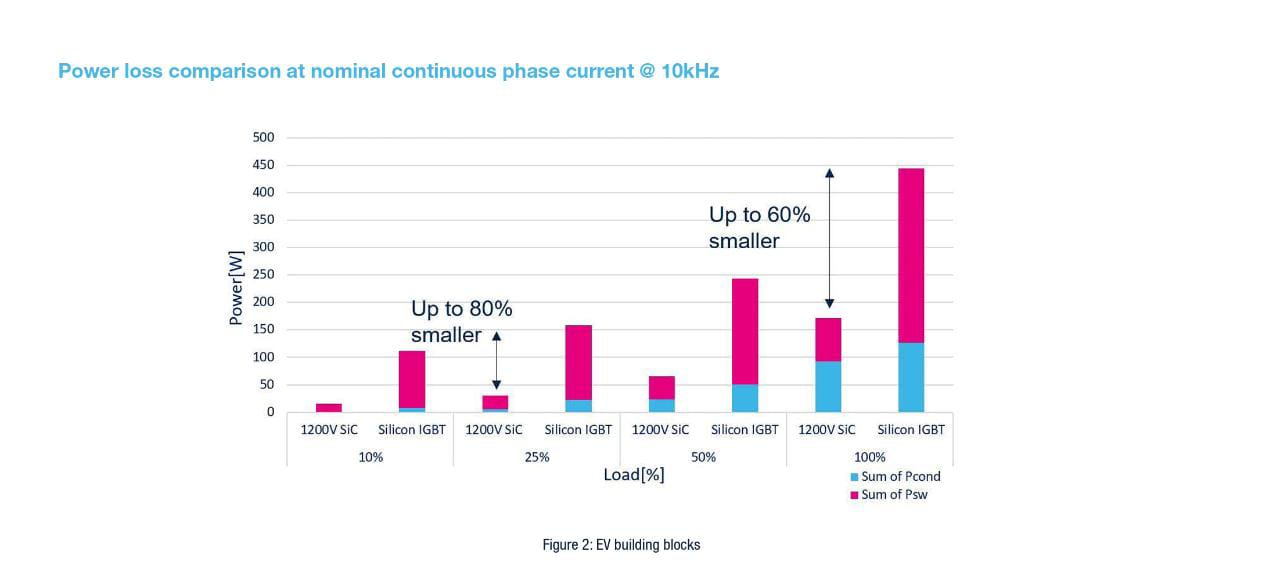 Power loss comparison at nominal continuous phase current @ 10kHz
500
450
400
350
300
250
200
150
100
50
0
Power[W]
Up to 80%
smaller
Up to 60%
smaller
1200V SiC Silicon IGBT 1200V SiC Silicon IGBT 1200V SiC Silicon IGBT 1200V SiC Silicon IGBT
10% 25% 50% 100%
Load[%]
Sum of Pcond
Sum of Psw
Figure 2: EV building blocks